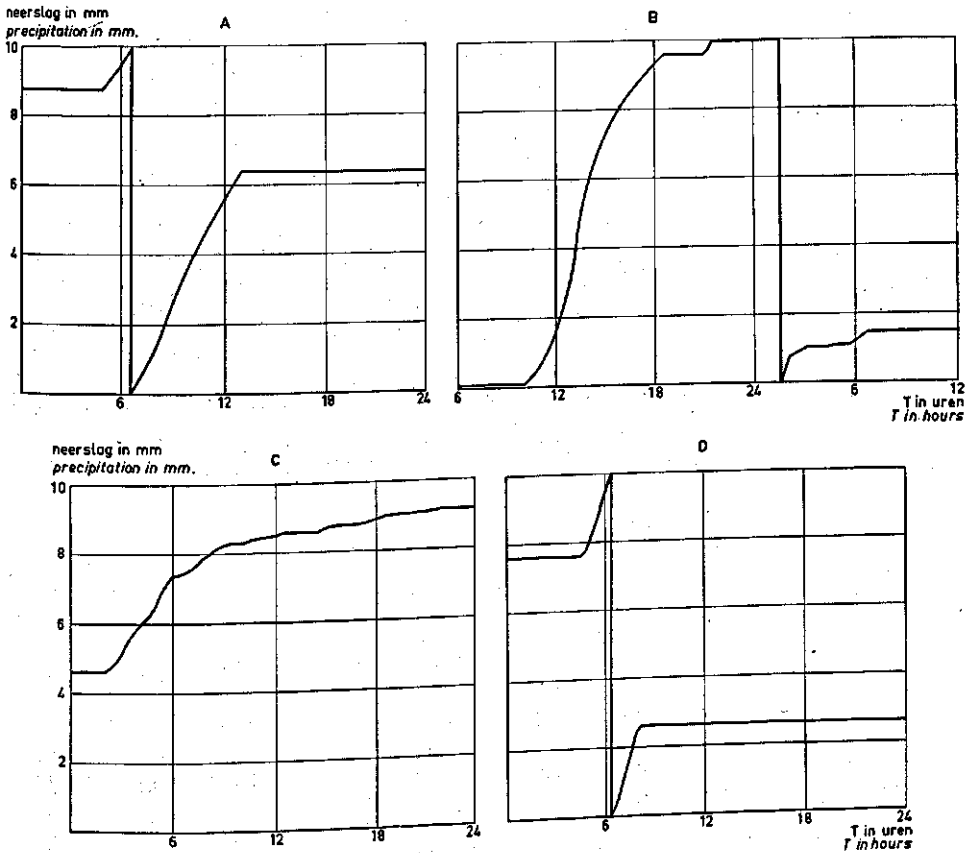 neerslag in mm
precipitation in mm.
A
10
8
6
4
2
6 12 18 24
B
6 12 18 24 6 12
T in uren
T in hours
neerslag in mm
precipitation in mm.
C
10
8
6
4
2
6 12 18 24
D
6 12 18 24
T in uren
T in hours